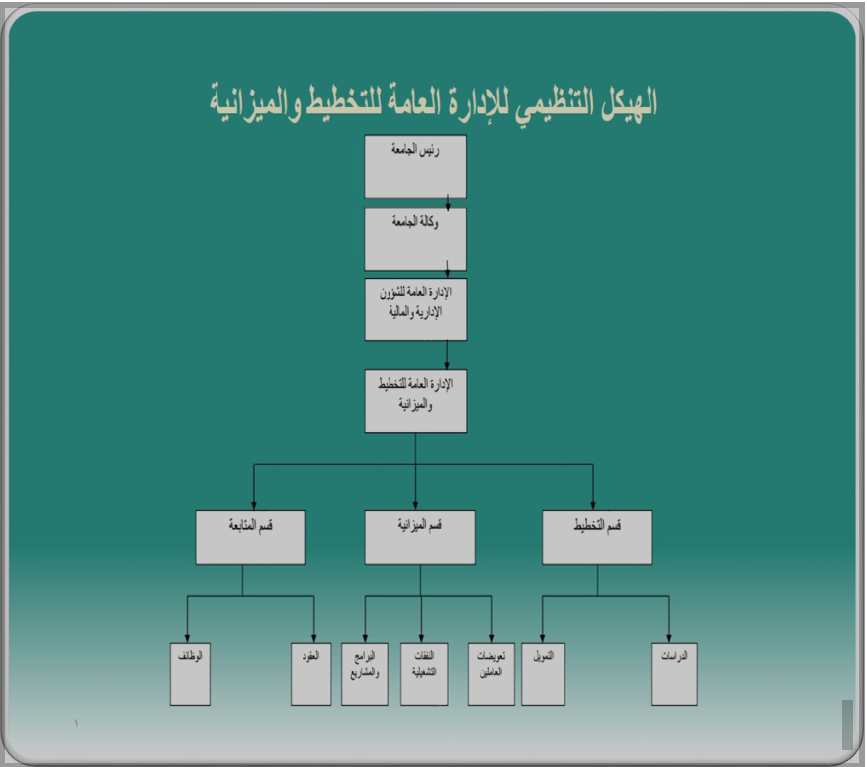 الهيكل التنظيمي للإدارة العامة للتخطيط والميزانية
رئيس الجامعة
وكالة الجامعة
الإدارة العامة للشؤون
الإدارية والمالية
الإدارة العامة للتخطيط
والميزانية
قسم التخطيط
قسم الميزانية
قسم المتابعة
الدراسات
التمويل
تعويضات
العاملين
النفقات
التشغيلية
البرامج
والمشاريع
العقود
الوظائف
١